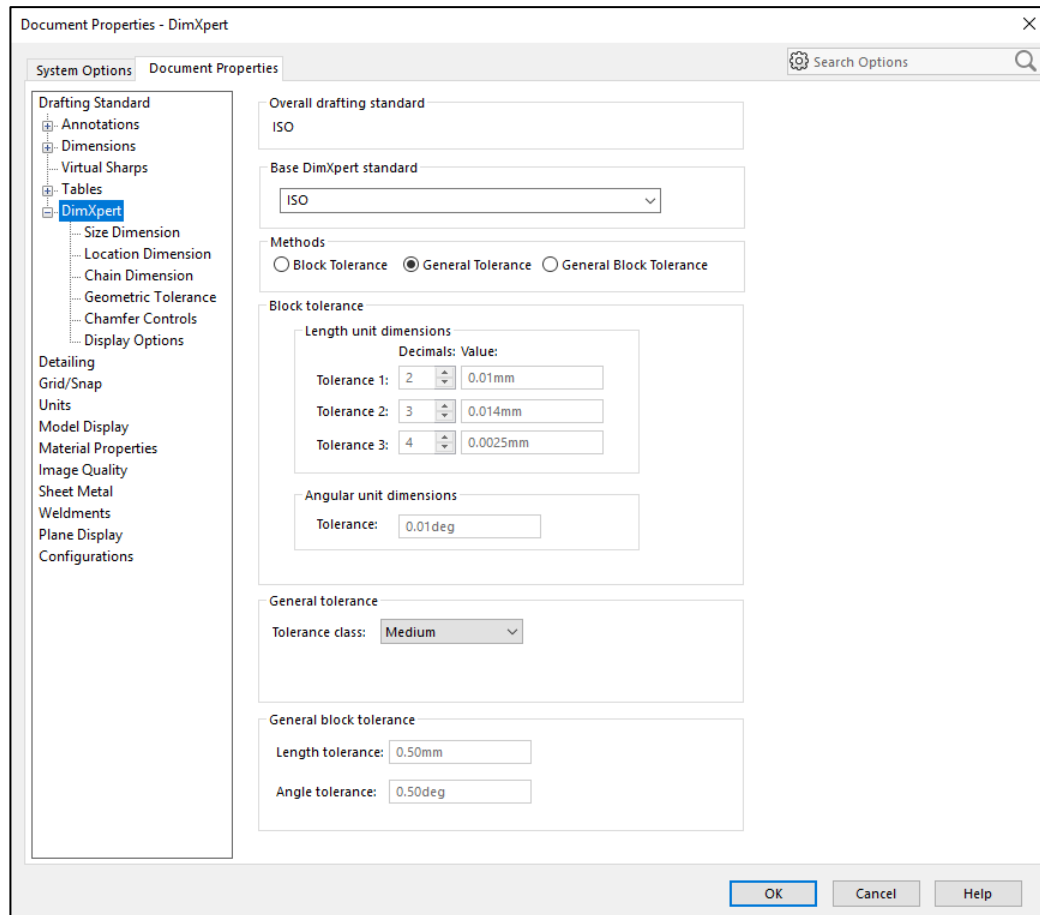 Document Properties - DimXpert
System Options
Document Properties
Search Options
Drafting Standard
Annotations
Dimensions
Virtual Sharps
Tables
DimXpert
Size Dimension
Location Dimension
Chain Dimension
Geometric Tolerance
Chamfer Controls
Display Options
Detailing
Grid/Snap
Units
Model Display
Material Properties
Image Quality
Sheet Metal
Weldments
Plane Display
Configurations
Overall drafting standard
ISO
Base DimXpert standard
ISO
Methods
Block Tolerance General Tolerance General Block Tolerance
Block tolerance
Length unit dimensions
Decimals: Value:
Tolerance 1: 2 0.01mm
Tolerance 2: 3 0.014mm
Tolerance 3: 4 0.0025mm
Angular unit dimensions
Tolerance: 0.01deg
General tolerance
Tolerance class: Medium
General block tolerance
Length tolerance: 0.50mm
Angle tolerance: 0.50deg
OK Cancel Help